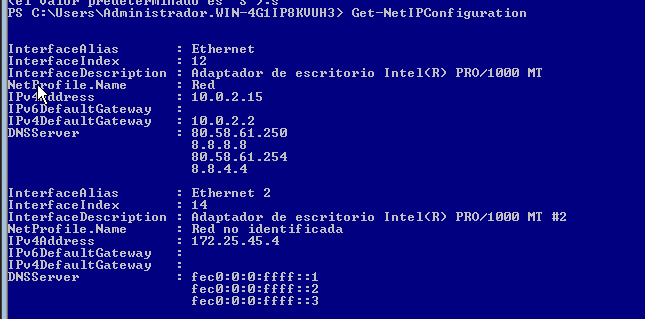 (el valor predeterminado es "S"):s
PS C:\Users\Administrador.WIN-4G1IP8KVUH3> Get-NetIPConfiguration
InterfaceAlias : Ethernet
InterfaceIndex : 12
InterfaceDescription : Adaptador de escritorio Intel(R) PRO/1000 MT
NetProfile.Name : Red
IPv4Address : 10.0.2.15
IPv6DefaultGateway :
IPv4DefaultGateway : 10.0.2.2
DNSServer : 80.58.61.250
8.8.8.8
80.58.61.254
8.8.4.4
InterfaceAlias : Ethernet 2
InterfaceIndex : 14
InterfaceDescription : Adaptador de escritorio Intel(R) PRO/1000 MT #2
NetProfile.Name : Red no identificada
IPv4Address : 172.25.45.4
IPv6DefaultGateway :
IPv4DefaultGateway :
DNSServer : fec0:0:0:ffff::1
fec0:0:0:ffff::2
fec0:0:0:ffff::3